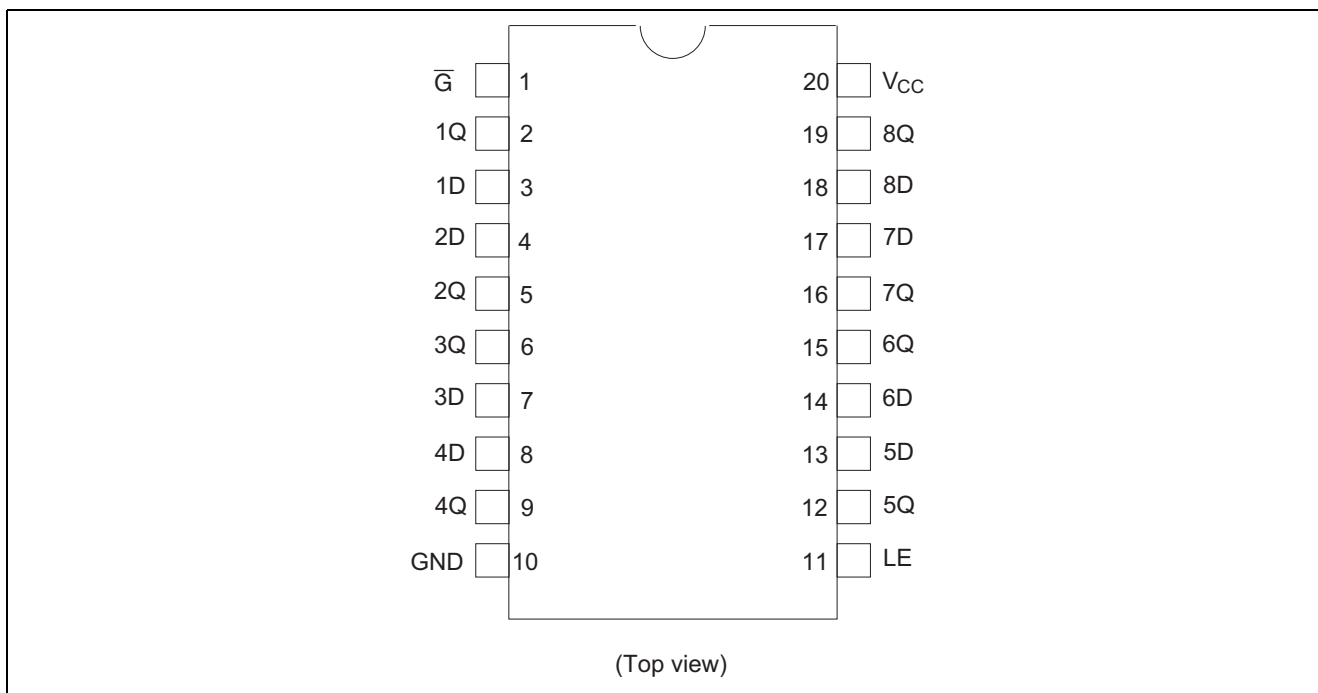 G̅ 1 20 VCC
1Q 2 19 8Q
1D 3 18 8D
2D 4 17 7D
2Q 5 16 7Q
3Q 6 15 6Q
3D 7 14 6D
4D 8 13 5D
4Q 9 12 5Q
GND 10 11 LE
(Top view)